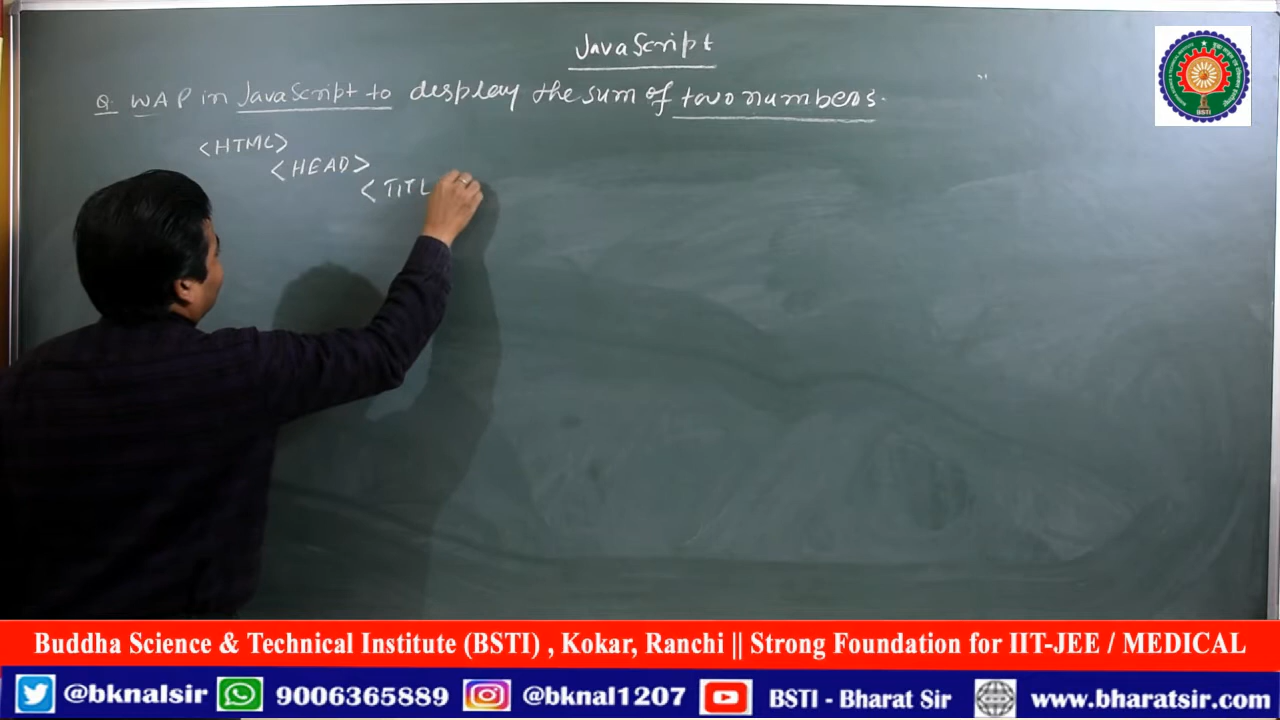 JavaScript
Q. WAP in JavaScript to display the sum of two numbers.
<HTML>
<HEAD>
<TITL
BSTI
Buddha Science & Technical Institute (BSTI) , Kokar, Ranchi || Strong Foundation for IIT-JEE / MEDICAL
@bknalsir 9006365889 @bknal1207 BSTI - Bharat Sir www.bharatsir.com